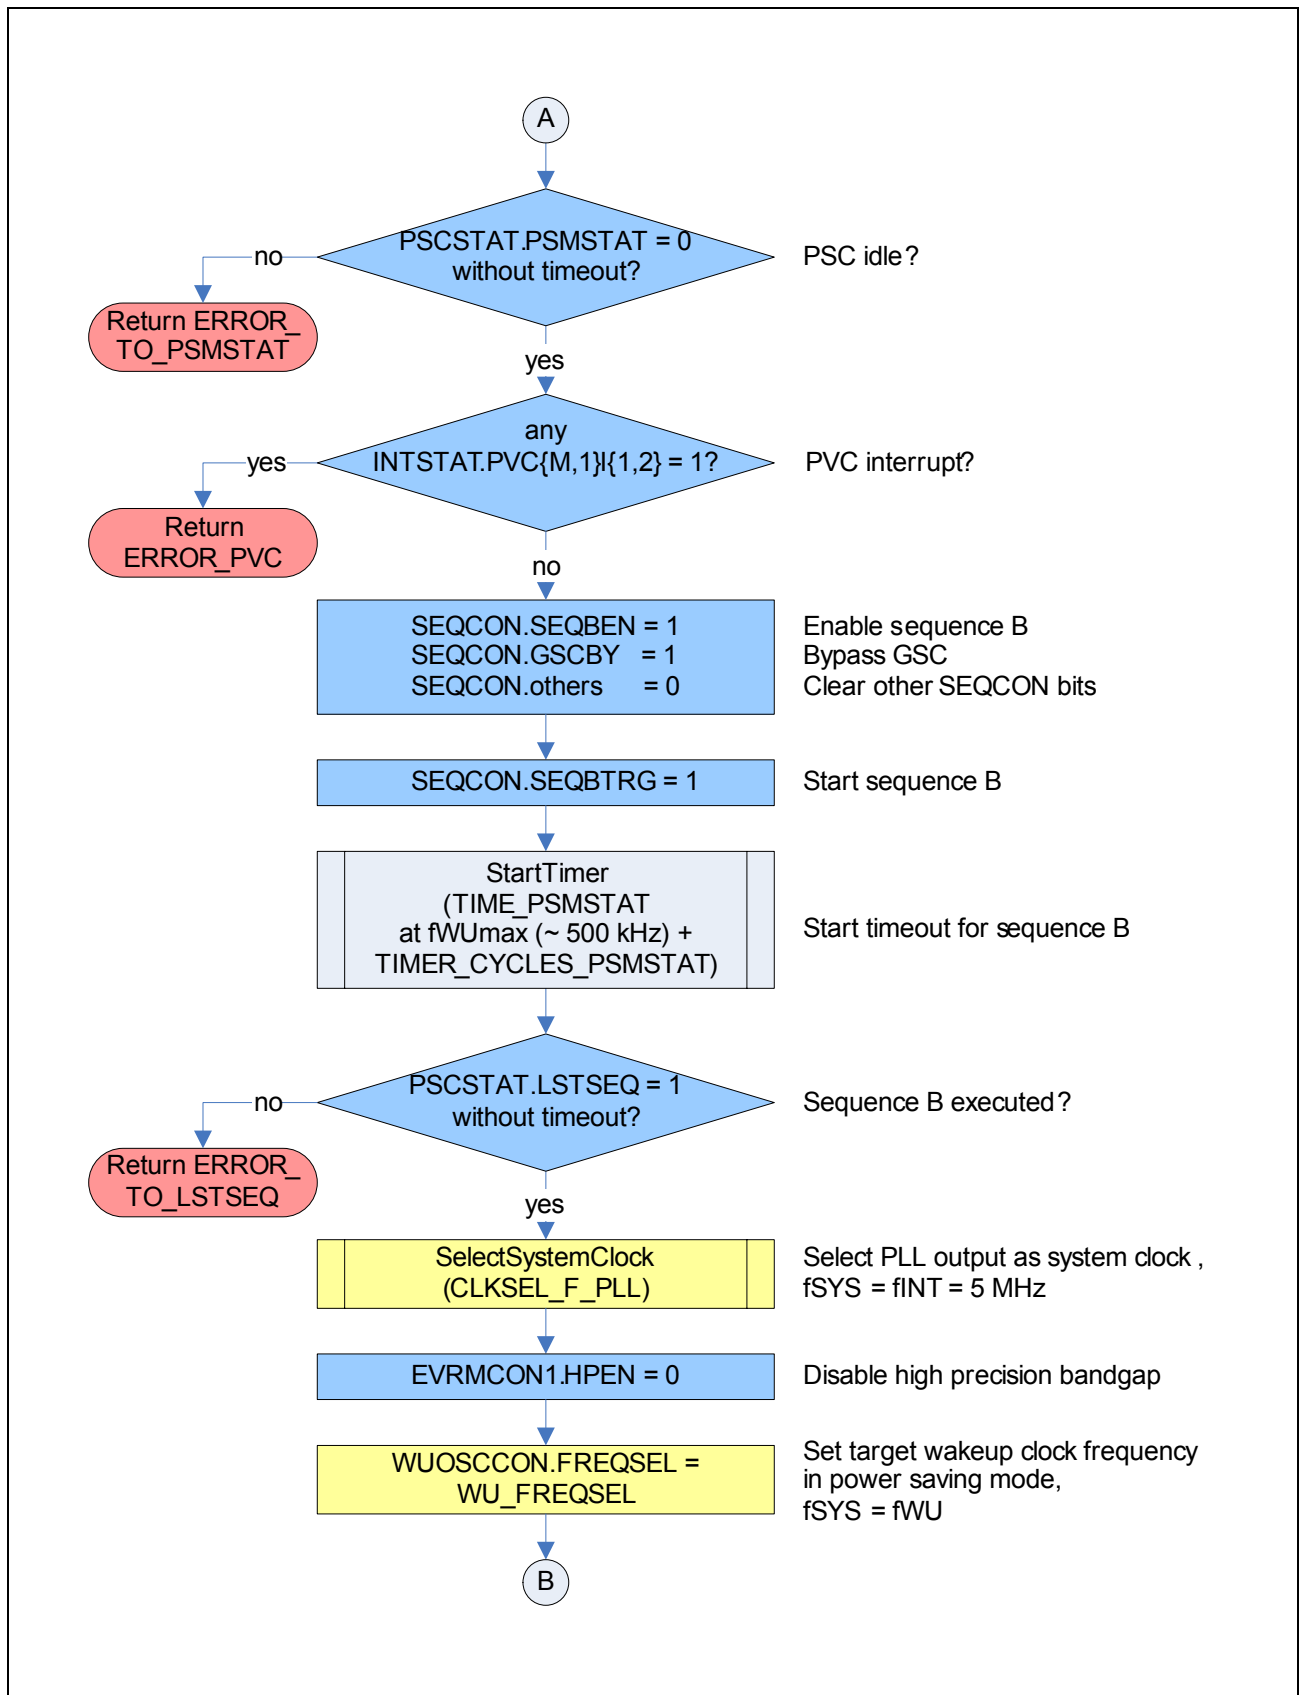 A
PSCSTAT.PSMSTAT = 0
without timeout?
PSC idle?
no
Return ERROR_
TO_PSMSTAT
yes
any
INTSTAT.PVC{M,1}I{1,2} = 1?
PVC interrupt?
yes
Return
ERROR_PVC
no
SEQCON.SEQBEN = 1
SEQCON.GSCBY = 1
SEQCON.others = 0
Enable sequence B
Bypass GSC
Clear other SEQCON bits
SEQCON.SEQBTRG = 1
Start sequence B
StartTimer
(TIME_PSMSTAT
at fWUmax (~ 500 kHz) +
TIMER_CYCLES_PSMSTAT)
Start timeout for sequence B
PSCSTAT.LSTSEQ = 1
without timeout?
Sequence B executed?
no
Return ERROR_
TO_LSTSEQ
yes
SelectSystemClock
(CLKSEL_F_PLL)
Select PLL output as system clock ,
fSYS = fINT = 5 MHz
EVRMCON1.HPEN = 0
Disable high precision bandgap
WUOSCCON.FREQSEL =
WU_FREQSEL
Set target wakeup clock frequency
in power saving mode,
fSYS = fWU
B